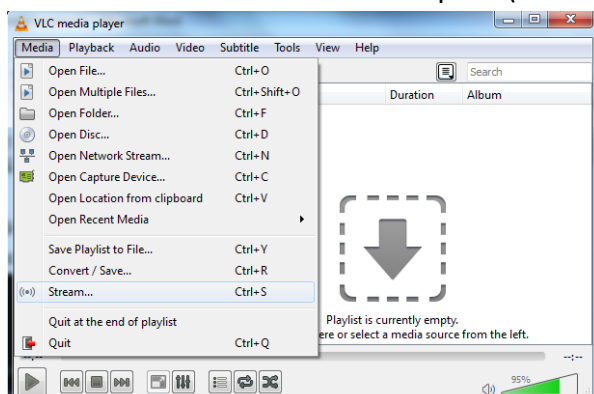 VLC media player
Media Playback Audio Video Subtitle Tools View Help
Search
Duration Album
Open File... Ctrl+O
Open Multiple Files... Ctrl+Shift+O
Open Folder... Ctrl+F
Open Disc... Ctrl+D
Open Network Stream... Ctrl+N
Open Capture Device... Ctrl+C
Open Location from clipboard Ctrl+V
Open Recent Media
Save Playlist to File... Ctrl+Y
Convert / Save... Ctrl+R
Stream... Ctrl+S
Quit at the end of playlist
Quit Ctrl+Q
Playlist is currently empty.
ere or select a media source from the left.
--:--
95%